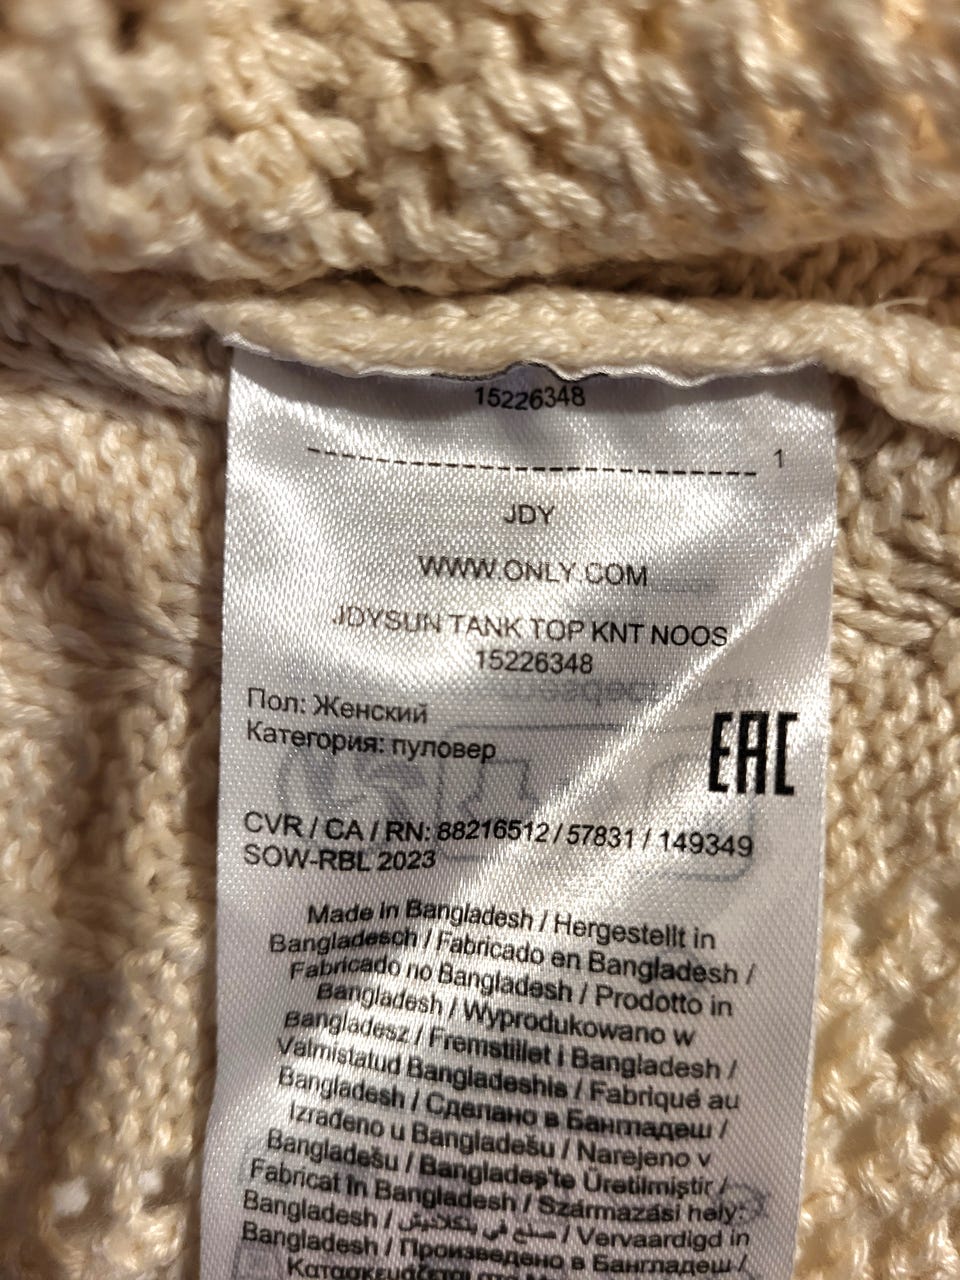 15226348
1
JDY
WWW.ONLY.COM
JDYSUN TANK TOP KNT NOOS
15226348
Пол: Женский
Категория: пуловер
EAC
CVR / CA / RN: 88216512 / 57831 / 149349
SOW-RBL 2023
Made in Bangladesh / Hergestellt in
Bangladesch / Fabricado en Bangladesh /
Fabricado no Bangladesh / Prodotto in
Bangladesh / Wyprodukowano w
Bangladesz / Fremstillet i Bangladesh /
Valmistatud Bangladeshis / Fabriqué au
Bangladesh / Сделано в Бангладеш /
Izrađeno u Bangladešu / Narejeno v
Bangladešu / Bangladeş'te Üretilmiştir /
Fabricat în Bangladesh / Származási hely:
Bangladesh / صنع في بنگلاديش / Vervaardigd in
Bangladesh / Произведено в Бангладеш /
Κατασκευάζεται στο